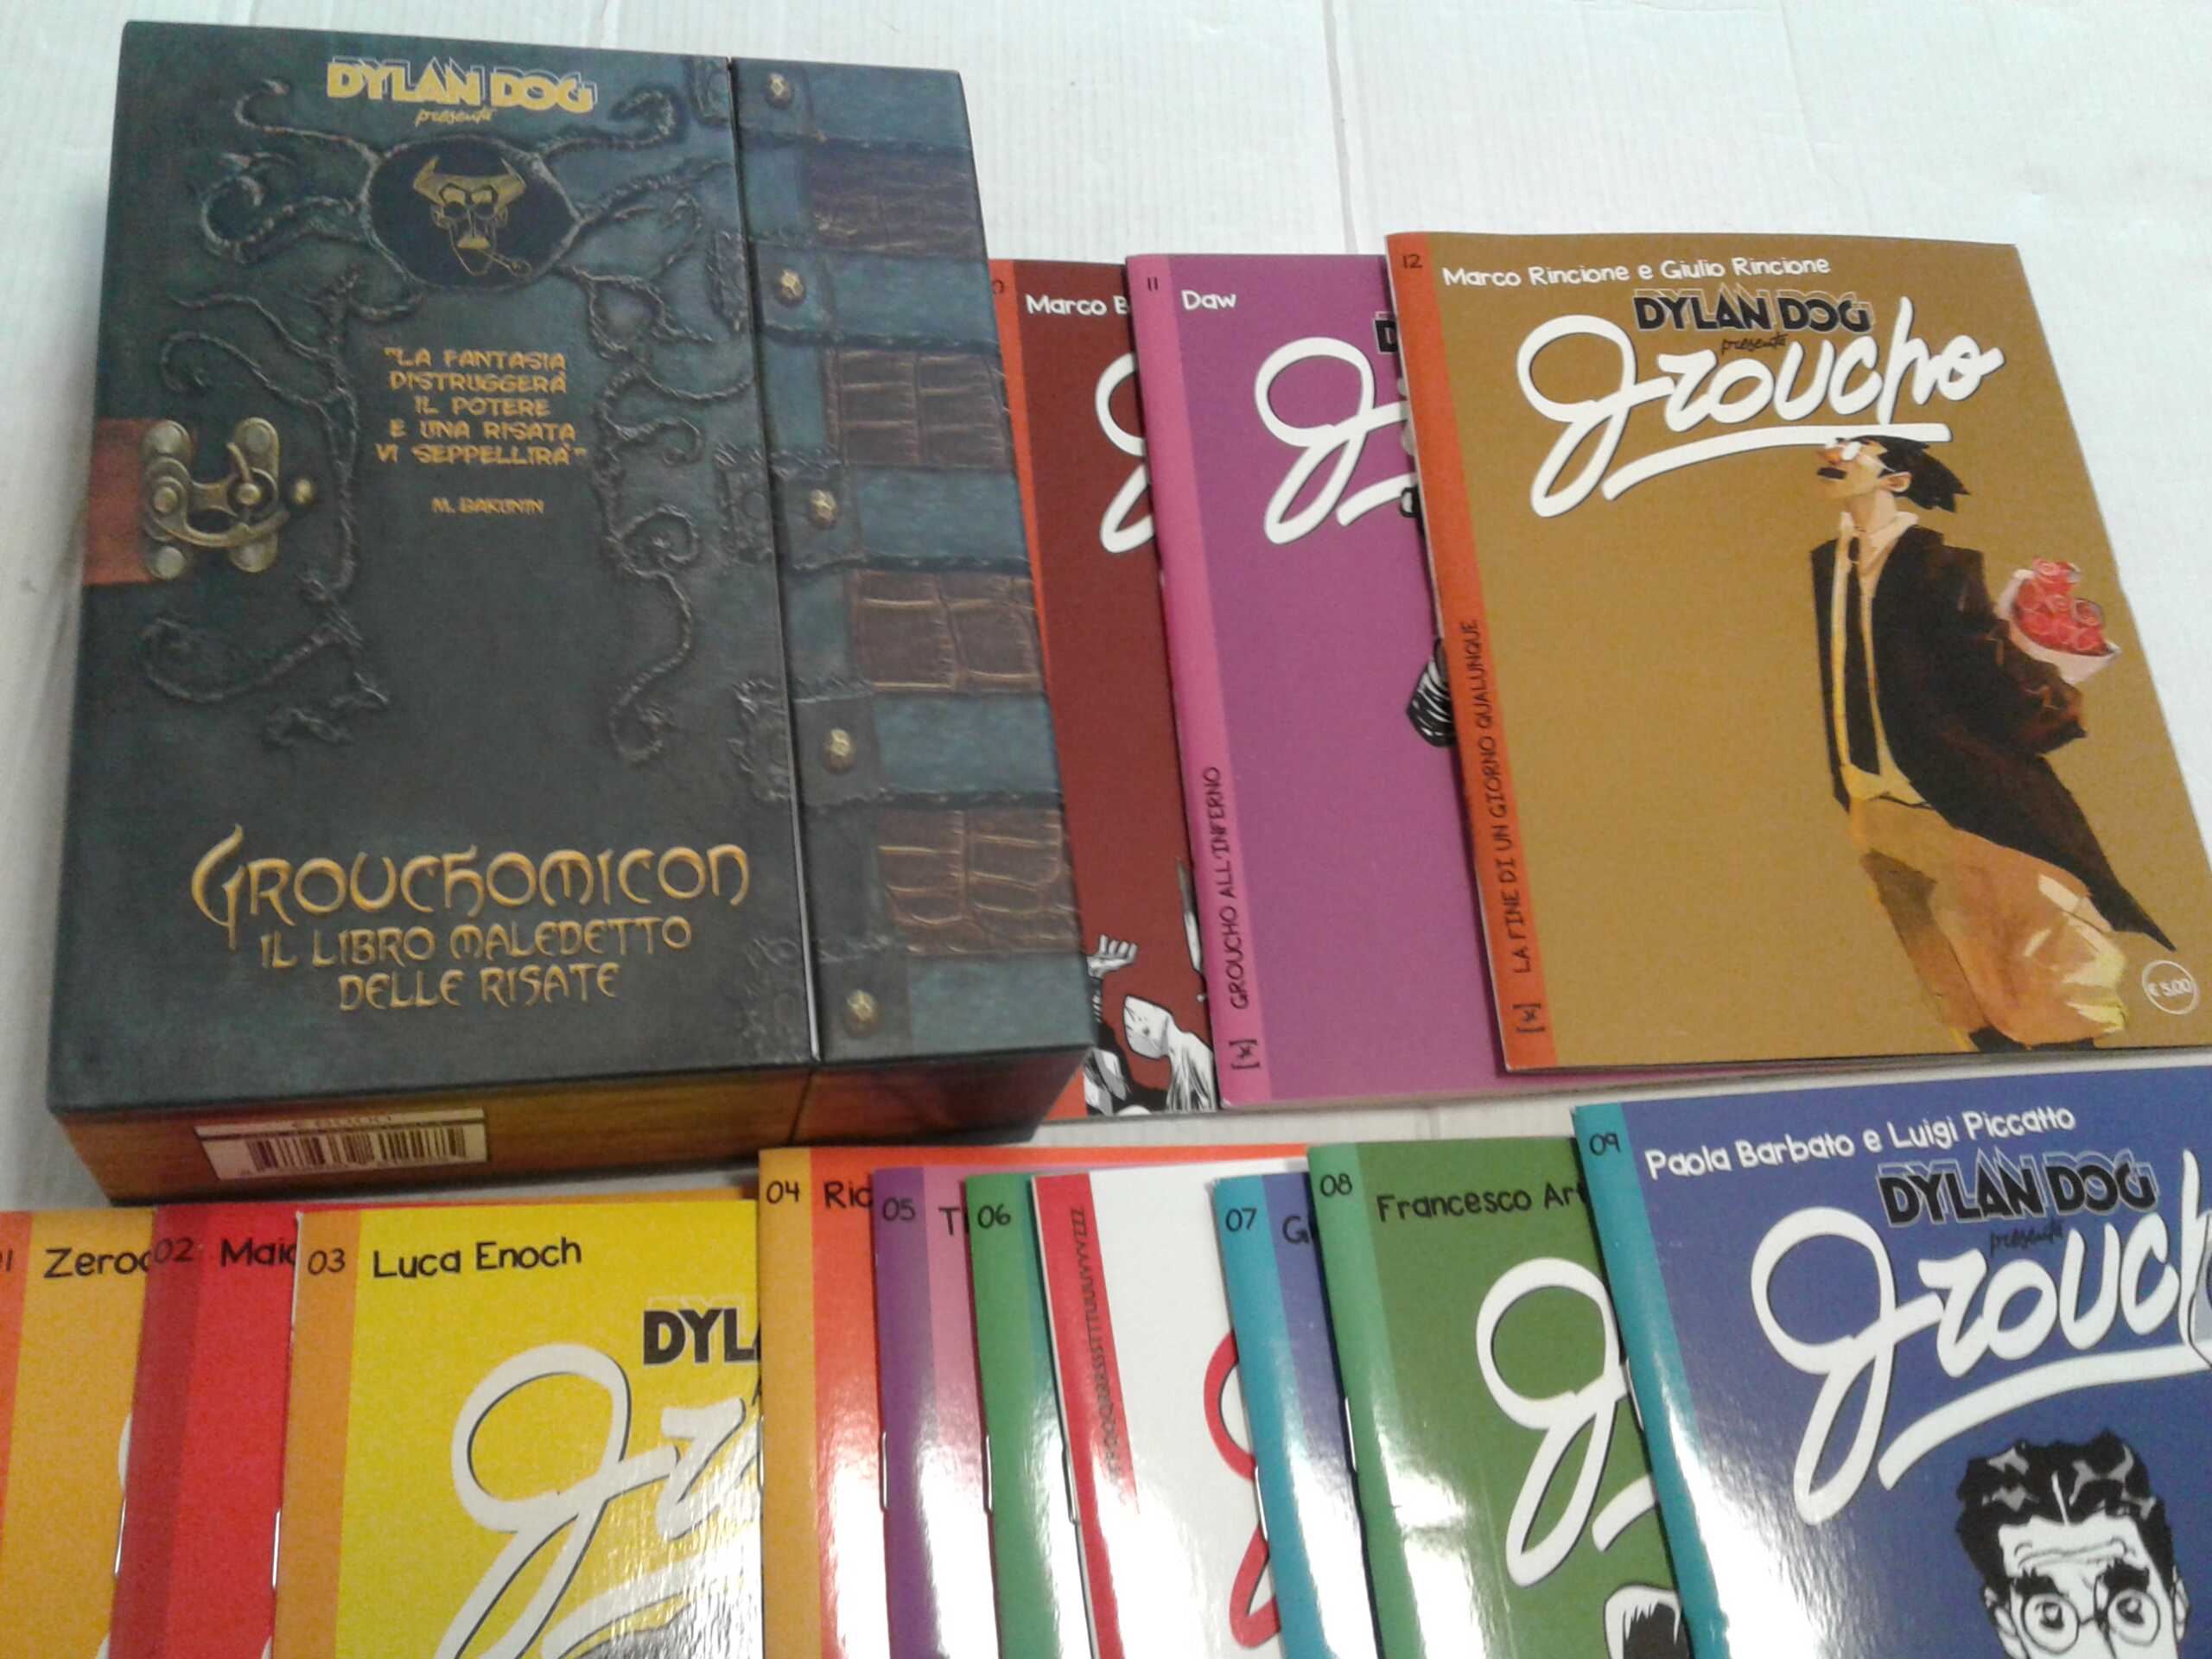 DYLAN DOG
presenta
"LA FANTASIA
DISTRUGGERÀ
IL POTERE
E UNA RISATA
VI SEPPELLIRÀ"
M. BAKUNIN
GROUCHOMICON
IL LIBRO MALEDETTO
DELLE RISATE
Marco B
11
Daw
[x] GROUCHO ALL'INFERNO
12
Marco Rincione e Giulio Rincione
DYLAN DOG
presenta
Groucho
[x] LA FINE DI UN GIORNO QUALUNQUE
€ 5,00
Zeroc
02
Maic
03
Luca Enoch
DYL
04
Ric
05
T
06
07
G
08
Francesco Art
09
Paola Barbato e Luigi Piccatto
DYLAN DOG
presenta
Grouch